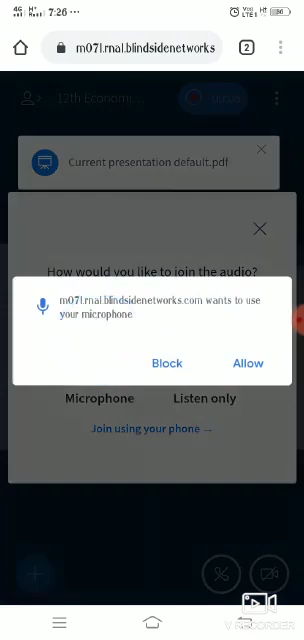 4G H+ 7:26 ...
VoLTE1 H+
m07l.rnal.blindsidenetworks
2
12th Economi...
Current presentation default.pdf
How would you like to join the audio?
m07l.rnal.blindsidenetworks.com wants to use
your microphone
Block Allow
Microphone Listen only
Join using your phone →
V RECORDER